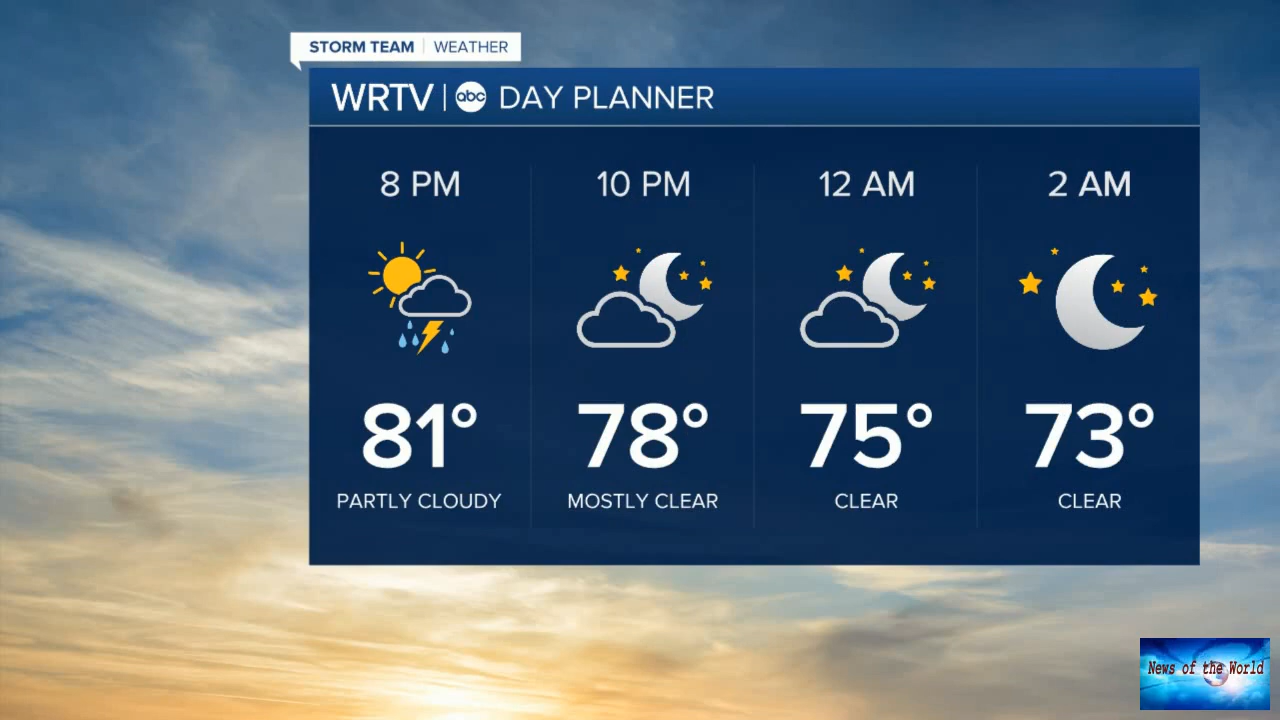 STORM TEAM | WEATHER
WRTV | abc DAY PLANNER
8 PM 10 PM 12 AM 2 AM
81° 78° 75° 73°
PARTLY CLOUDY MOSTLY CLEAR CLEAR CLEAR
News of the World